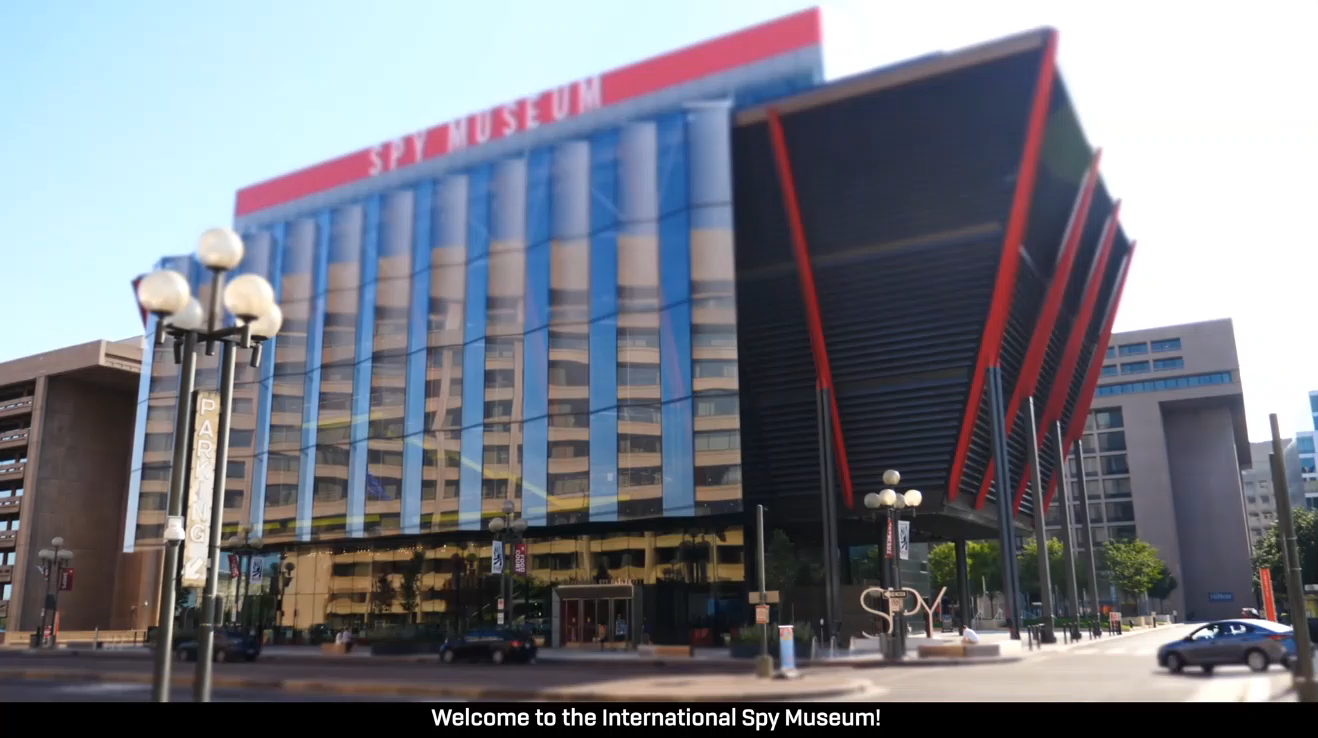 SPY MUSEUM
PARKING
SPY
Welcome to the International Spy Museum!